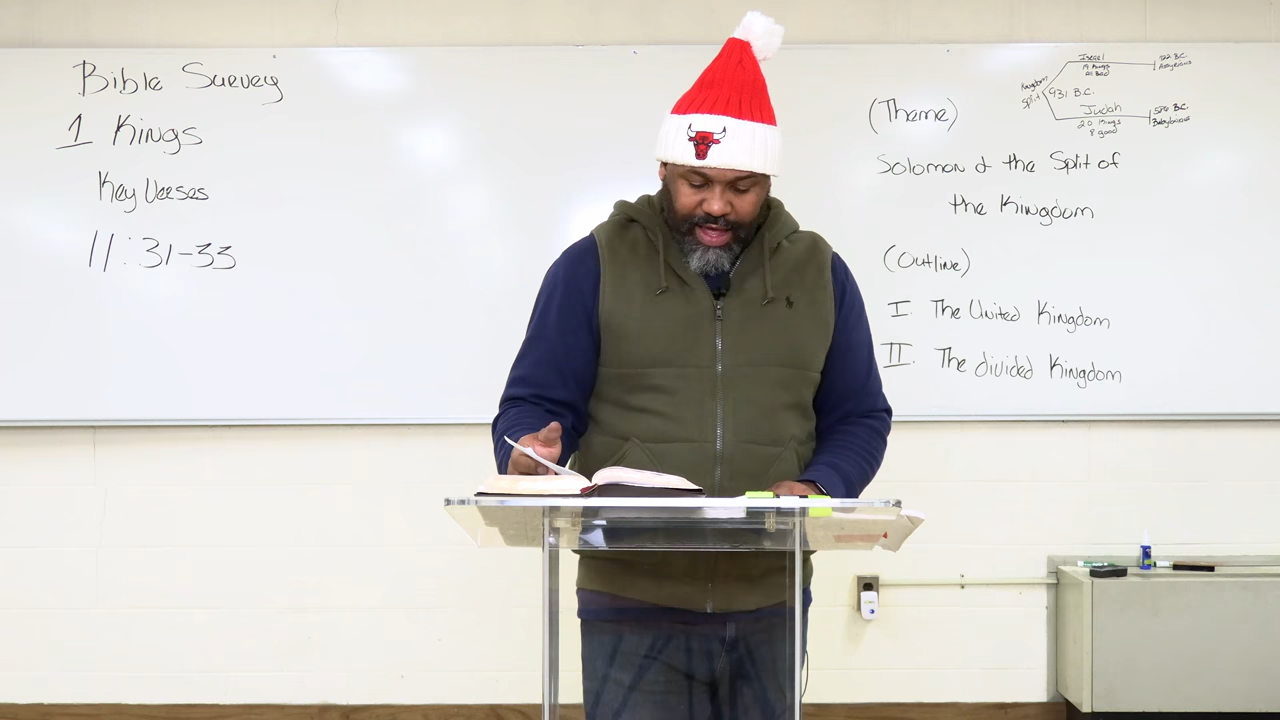 Bible Survey
1 Kings
Key Verses
11:31-33
(Theme)
Solomon & the Split of
the Kingdom
(Outline)
I. The United Kingdom
II. The divided Kingdom
Kingdom
Split
931 B.C.
Israel
19 Kings
All Bad
722 B.C.
Assyrians
Judah
20 Kings
8 good
586 B.C.
Babylonians